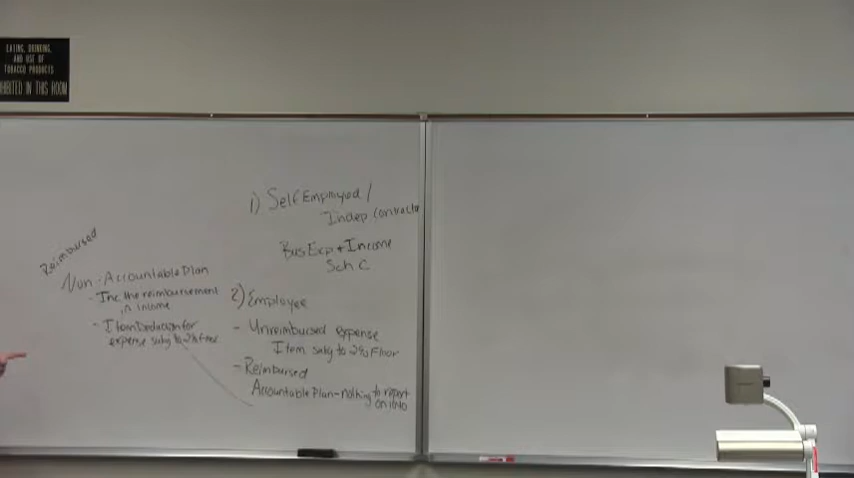 EATING, DRINKING,
AND USE OF
TOBACCO PRODUCTS
HIBITED IN THIS ROOM
1) Self Employed /
Indep Contractor
Bus Exp + Income
Sch C
Reimbursed
Non-Accountable Plan
- Inc the reimbursement
in income
- Item Deduction for
expense subj to 2% floor
2) Employee
- Unreimbursed Expense
Item subj to 2% Floor
- Reimbursed
Accountable Plan - nothing to report
on 1040